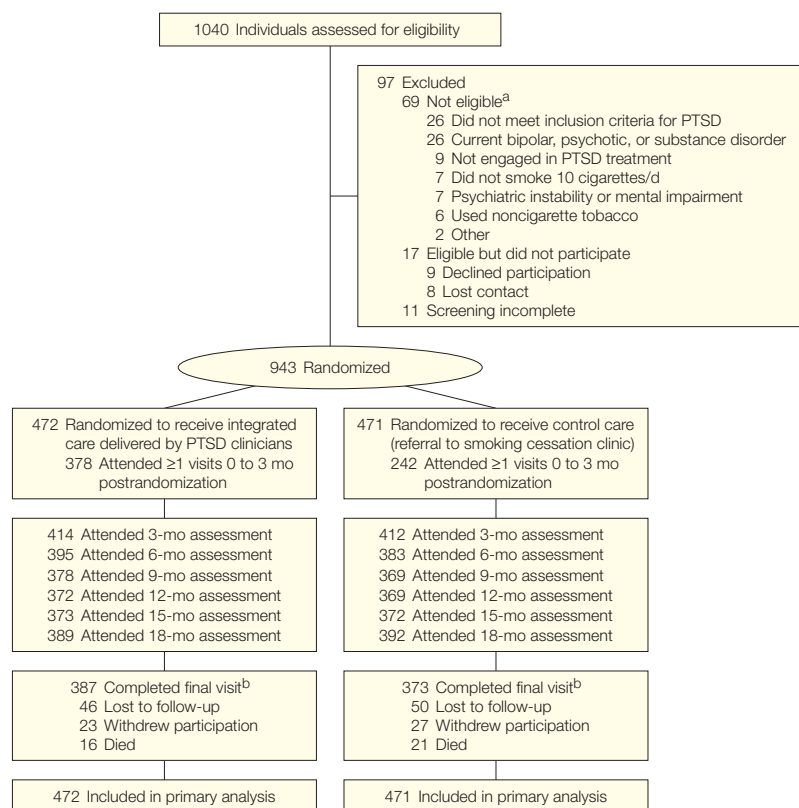 1040 Individuals assessed for eligibility
97 Excluded
69 Not eligibleᵃ
26 Did not meet inclusion criteria for PTSD
26 Current bipolar, psychotic, or substance disorder
9 Not engaged in PTSD treatment
7 Did not smoke 10 cigarettes/d
7 Psychiatric instability or mental impairment
6 Used noncigarette tobacco
2 Other
17 Eligible but did not participate
9 Declined participation
8 Lost contact
11 Screening incomplete
943 Randomized
472 Randomized to receive integrated
care delivered by PTSD clinicians
378 Attended ≥1 visits 0 to 3 mo
postrandomization
471 Randomized to receive control care
(referral to smoking cessation clinic)
242 Attended ≥1 visits 0 to 3 mo
postrandomization
414 Attended 3-mo assessment
395 Attended 6-mo assessment
378 Attended 9-mo assessment
372 Attended 12-mo assessment
373 Attended 15-mo assessment
389 Attended 18-mo assessment
412 Attended 3-mo assessment
383 Attended 6-mo assessment
369 Attended 9-mo assessment
369 Attended 12-mo assessment
372 Attended 15-mo assessment
392 Attended 18-mo assessment
387 Completed final visitᵇ
46 Lost to follow-up
23 Withdrew participation
16 Died
373 Completed final visitᵇ
50 Lost to follow-up
27 Withdrew participation
21 Died
472 Included in primary analysis
471 Included in primary analysis